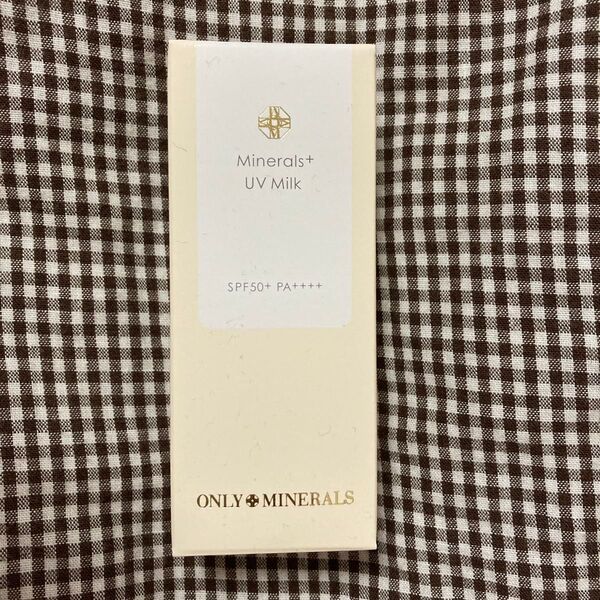 Minerals+
UV Milk
SPF50+ PA++++
ONLY MINERALS